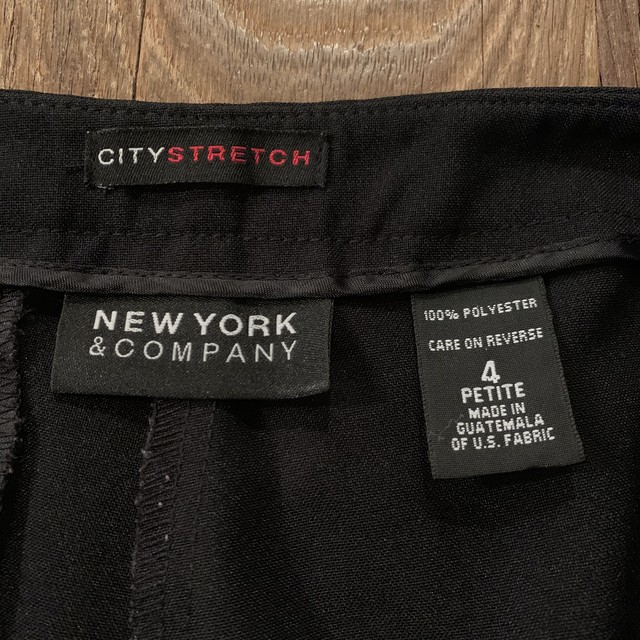 CITYSTRETCH
NEW YORK
& COMPANY
100% POLYESTER
CARE ON REVERSE
4
PETITE
MADE IN
GUATEMALA
OF U.S. FABRIC